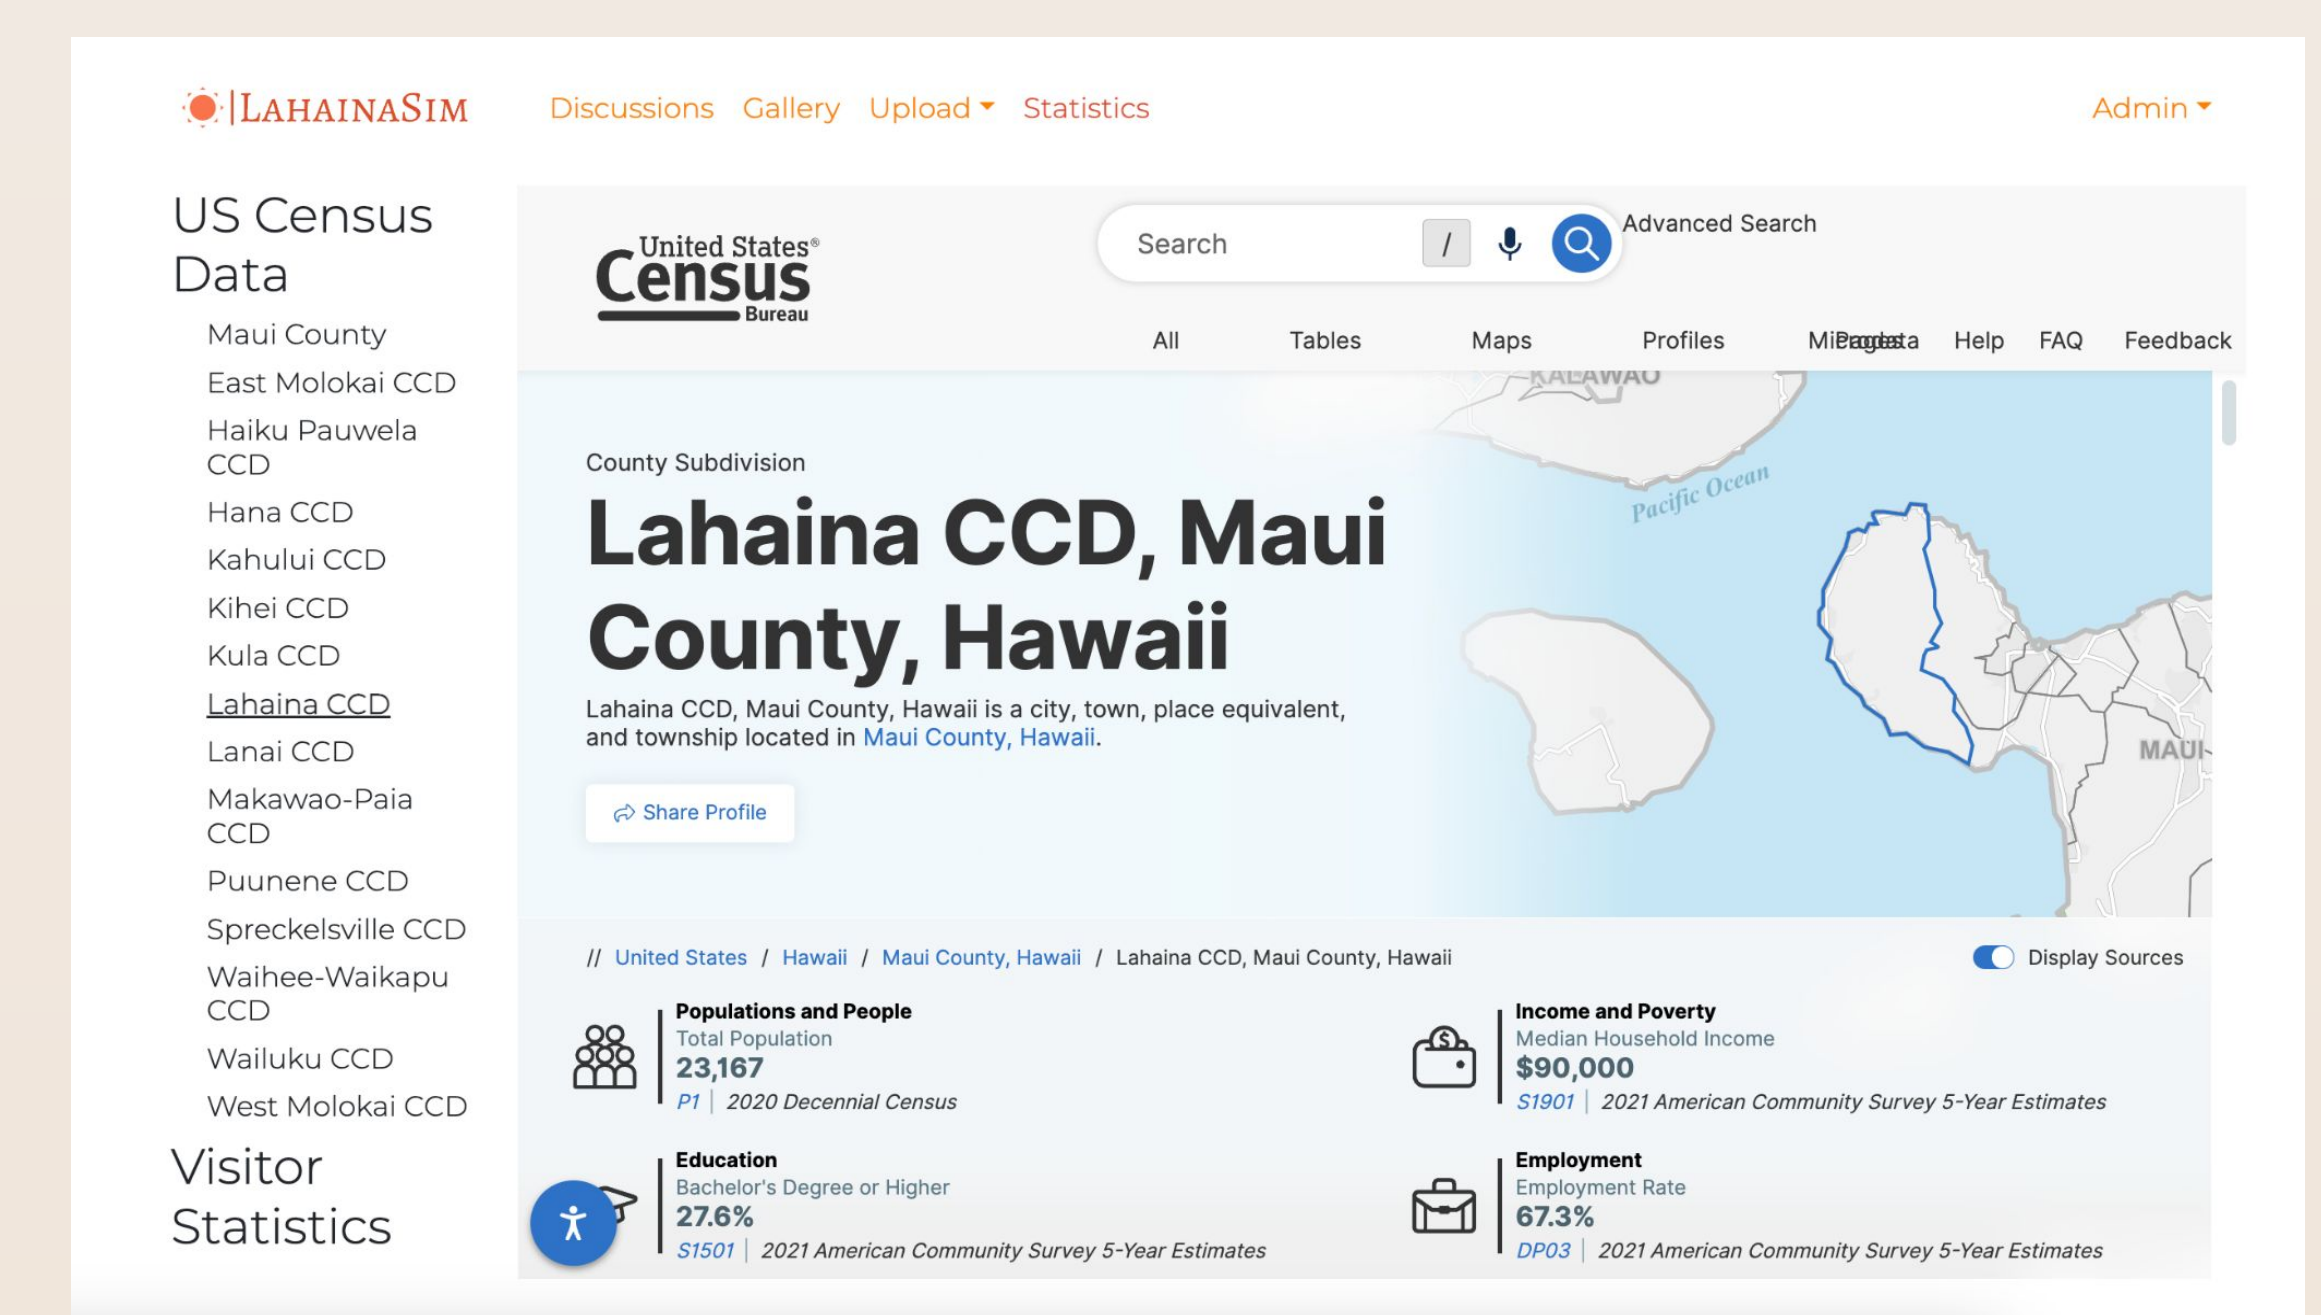 LAHAINASIM
Discussions Gallery Upload Statistics
Admin
US Census
Data
Maui County
East Molokai CCD
Haiku Pauwela
CCD
Hana CCD
Kahului CCD
Kihei CCD
Kula CCD
Lahaina CCD
Lanai CCD
Makawao-Paia
CCD
Puunene CCD
Spreckelsville CCD
Waihee-Waikapu
CCD
Wailuku CCD
West Molokai CCD
Visitor
Statistics
United States®
Census
Bureau
Search
/
Advanced Search
All Tables Maps Profiles Microdata Pages Help FAQ Feedback
KALAWAO
Pacific Ocean
MAUI
County Subdivision
Lahaina CCD, Maui
County, Hawaii
Lahaina CCD, Maui County, Hawaii is a city, town, place equivalent,
and township located in Maui County, Hawaii.
Share Profile
// United States / Hawaii / Maui County, Hawaii / Lahaina CCD, Maui County, Hawaii
Display Sources
Populations and People
Total Population
23,167
P1 | 2020 Decennial Census
Income and Poverty
Median Household Income
$90,000
S1901 | 2021 American Community Survey 5-Year Estimates
Education
Bachelor's Degree or Higher
27.6%
S1501 | 2021 American Community Survey 5-Year Estimates
Employment
Employment Rate
67.3%
DP03 | 2021 American Community Survey 5-Year Estimates